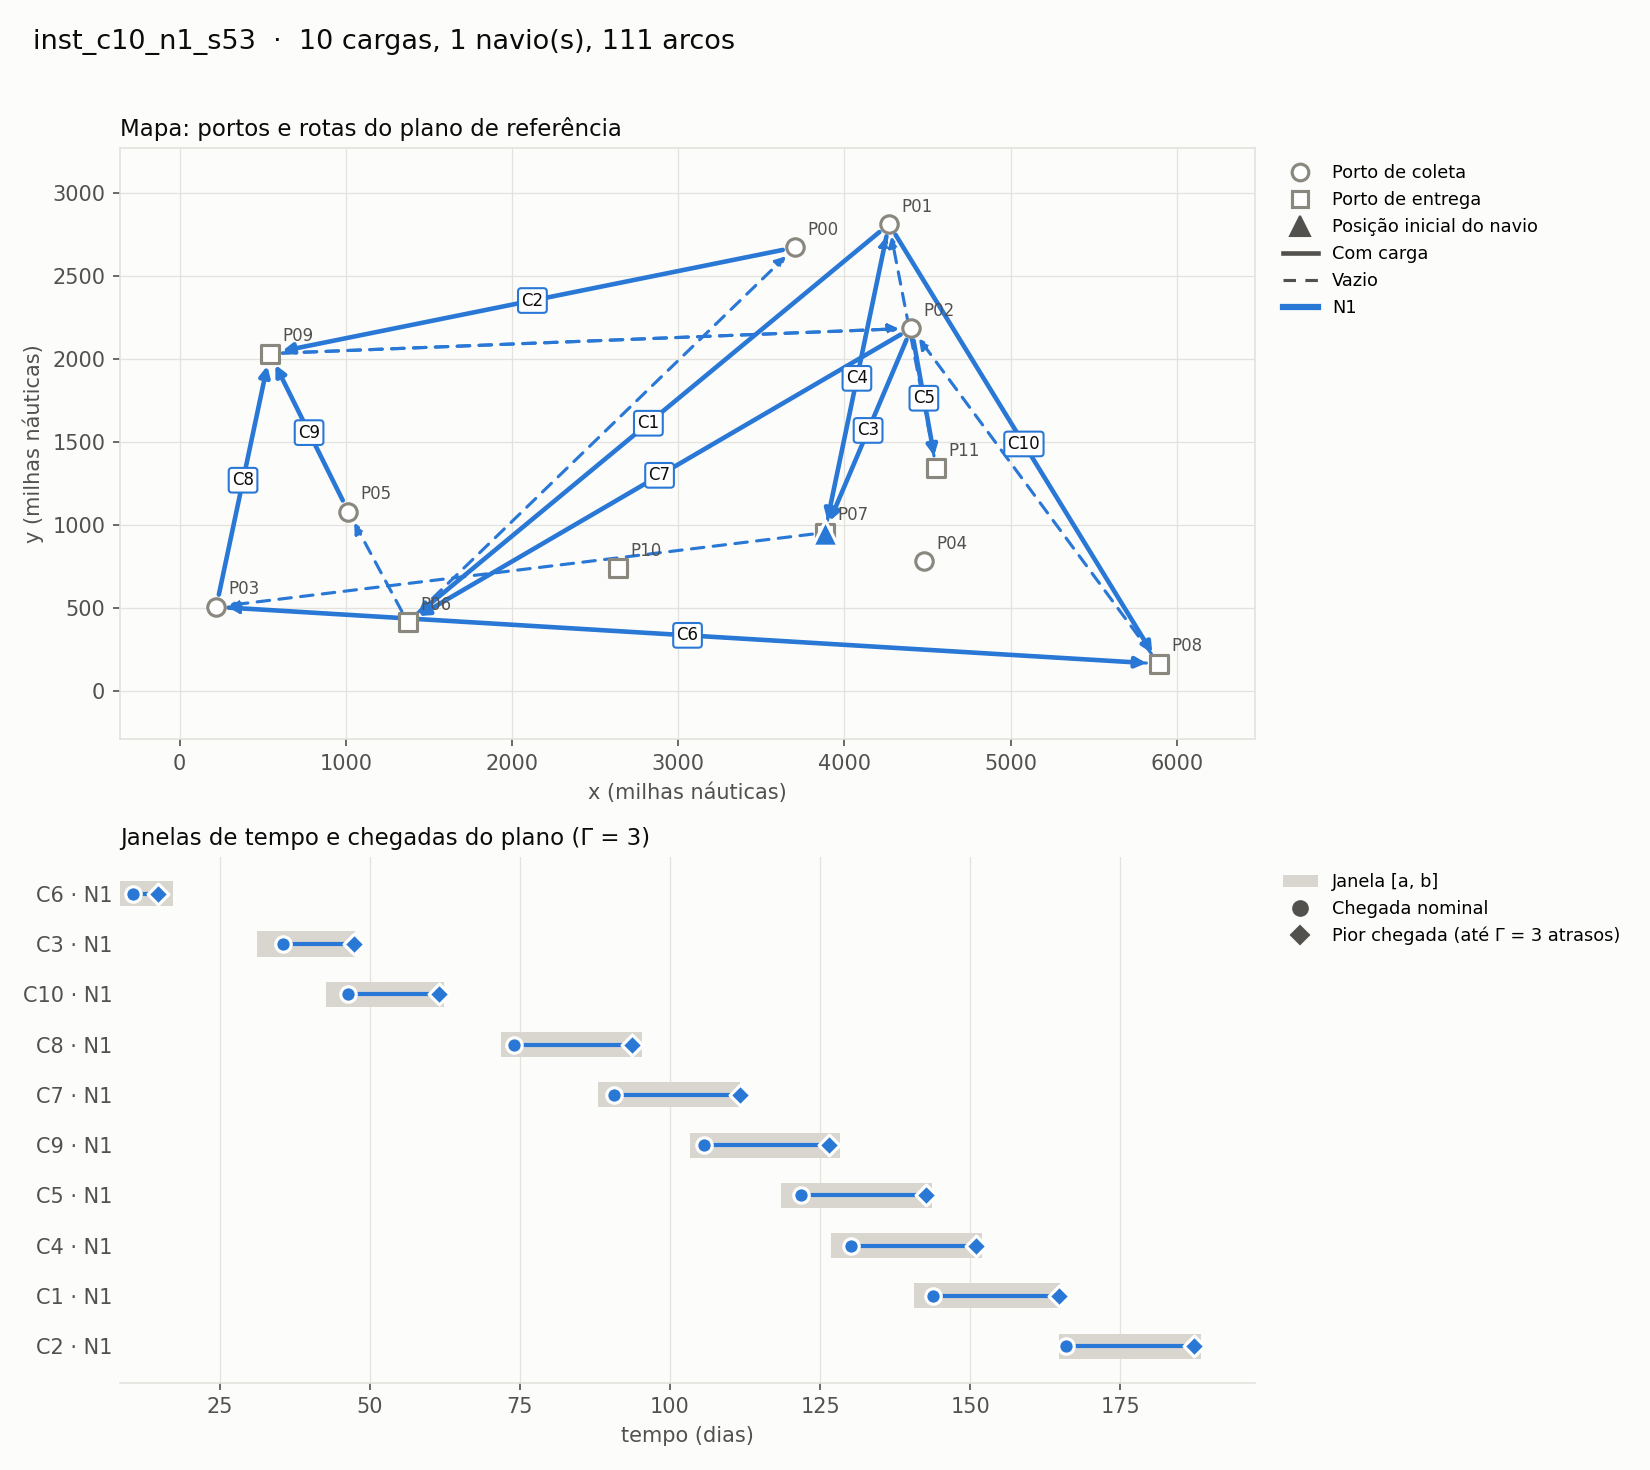 inst_c10_n1_s53 · 10 cargas, 1 navio(s), 111 arcos
Mapa: portos e rotas do plano de referência
y (milhas náuticas)
3000
2500
2000
1500
1000
500
0
P00
P01
P02
P03
P04
P05
P06
P07
P08
P09
P10
P11
C1
C2
C3
C4
C5
C6
C7
C8
C9
C10
0
1000
2000
3000
4000
5000
6000
x (milhas náuticas)
Porto de coleta
Porto de entrega
Posição inicial do navio
Com carga
Vazio
N1
Janelas de tempo e chegadas do plano (Γ = 3)
C6 · N1
C3 · N1
C10 · N1
C8 · N1
C7 · N1
C9 · N1
C5 · N1
C4 · N1
C1 · N1
C2 · N1
25
50
75
100
125
150
175
tempo (dias)
Janela [a, b]
Chegada nominal
Pior chegada (até Γ = 3 atrasos)